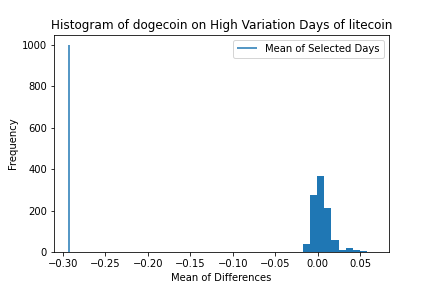 Histogram of dogecoin on High Variation Days of litecoin
Mean of Selected Days
Frequency
1000
800
600
400
200
0
−0.30 −0.25 −0.20 −0.15 −0.10 −0.05 0.00 0.05
Mean of Differences